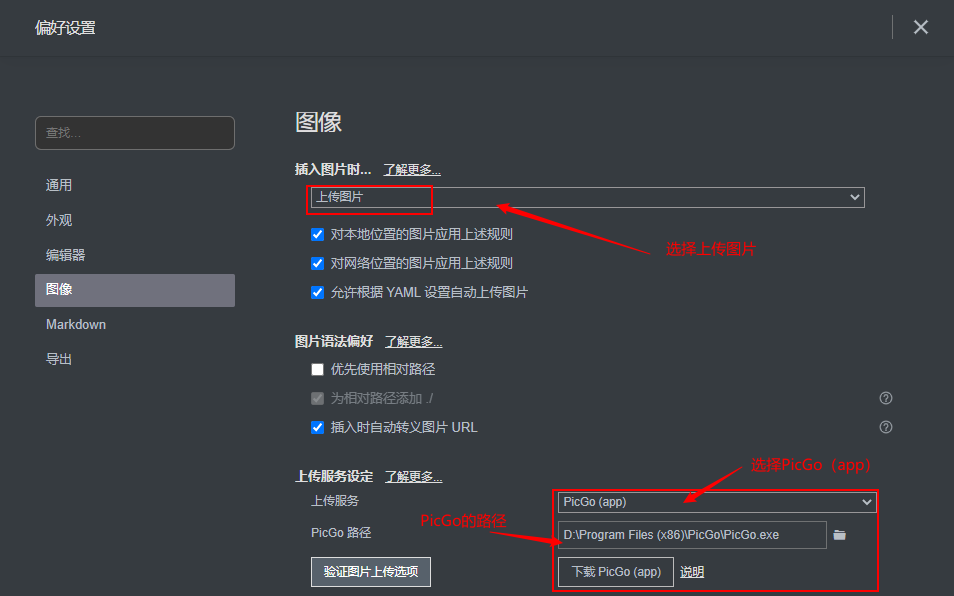 偏好设置
查找...
通用
外观
编辑器
图像
Markdown
导出
图像
插入图片时... 了解更多...
上传图片
选择上传图片
对本地位置的图片应用上述规则
对网络位置的图片应用上述规则
允许根据 YAML 设置自动上传图片
图片语法偏好 了解更多...
优先使用相对路径
为相对路径添加 ./
插入时自动转义图片 URL
上传服务设定 了解更多...
选择PicGo（app）
上传服务 PicGo (app)
PicGo的路径
PicGo 路径 D:\Program Files (x86)\PicGo\PicGo.exe
验证图片上传选项 下载 PicGo (app) 说明